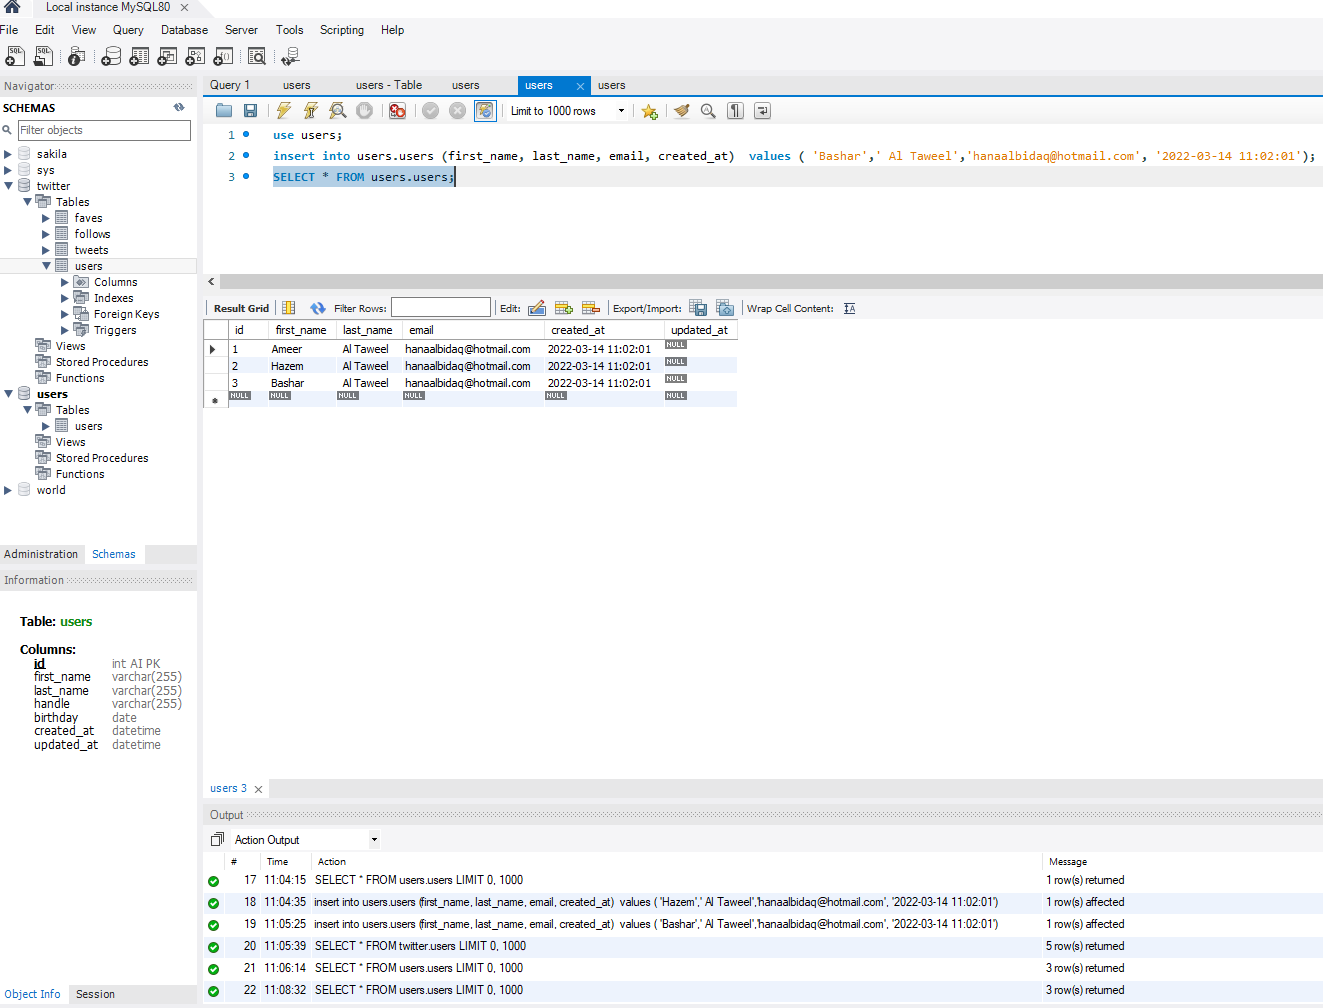 Local instance MySQL80
File Edit View Query Database Server Tools Scripting Help
Navigator
SCHEMAS
Filter objects
sakila
sys
twitter
Tables
faves
follows
tweets
users
Columns
Indexes
Foreign Keys
Triggers
Views
Stored Procedures
Functions
users
Tables
users
Views
Stored Procedures
Functions
world
Administration Schemas
Information
Table: users
Columns:
id int AI PK
first_name varchar(255)
last_name varchar(255)
handle varchar(255)
birthday date
created_at datetime
updated_at datetime
Object Info Session
Query 1 users users - Table users users users
Limit to 1000 rows
1 use users;
2 insert into users.users (first_name, last_name, email, created_at)  values ( 'Bashar',' Al Taweel','hanaalbidaq@hotmail.com', '2022-03-14 11:02:01');
3 SELECT * FROM users.users;
Result Grid Filter Rows: Edit: Export/Import: Wrap Cell Content:
id first_name last_name email created_at updated_at
1 Ameer Al Taweel hanaalbidaq@hotmail.com 2022-03-14 11:02:01 NULL
2 Hazem Al Taweel hanaalbidaq@hotmail.com 2022-03-14 11:02:01 NULL
3 Bashar Al Taweel hanaalbidaq@hotmail.com 2022-03-14 11:02:01 NULL
NULL NULL NULL NULL NULL NULL
users 3
Output
Action Output
# Time Action Message
17 11:04:15 SELECT * FROM users.users LIMIT 0, 1000 1 row(s) returned
18 11:04:35 insert into users.users (first_name, last_name, email, created_at)  values ( 'Hazem',' Al Taweel','hanaalbidaq@hotmail.com', '2022-03-14 11:02:01') 1 row(s) affected
19 11:05:25 insert into users.users (first_name, last_name, email, created_at)  values ( 'Bashar',' Al Taweel','hanaalbidaq@hotmail.com', '2022-03-14 11:02:01') 1 row(s) affected
20 11:05:39 SELECT * FROM twitter.users LIMIT 0, 1000 5 row(s) returned
21 11:06:14 SELECT * FROM users.users LIMIT 0, 1000 3 row(s) returned
22 11:08:32 SELECT * FROM users.users LIMIT 0, 1000 3 row(s) returned